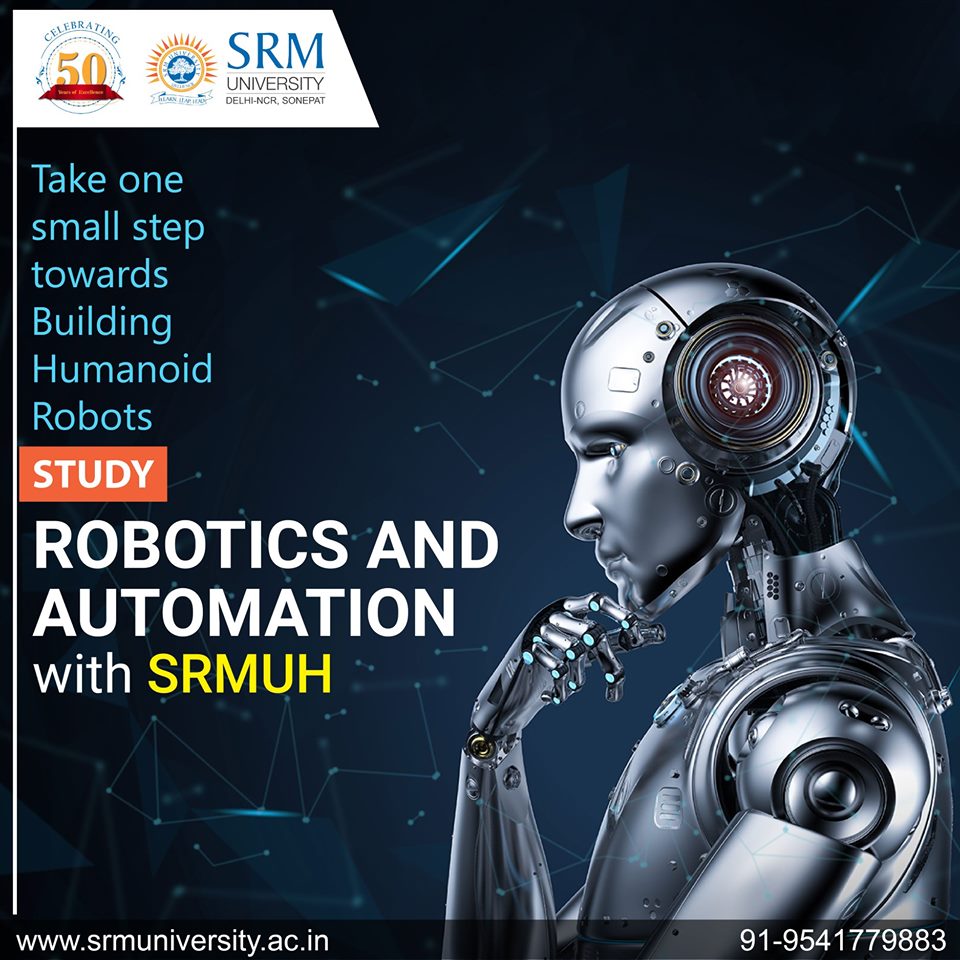 CELEBRATING
50
Years of Excellence
SRM
UNIVERSITY
DELHI-NCR, SONEPAT
LEARN, LEAP, LEAD
Take one
small step
towards
Building
Humanoid
Robots
STUDY
ROBOTICS AND
AUTOMATION
with SRMUH
www.srmuniversity.ac.in
91-9541779883